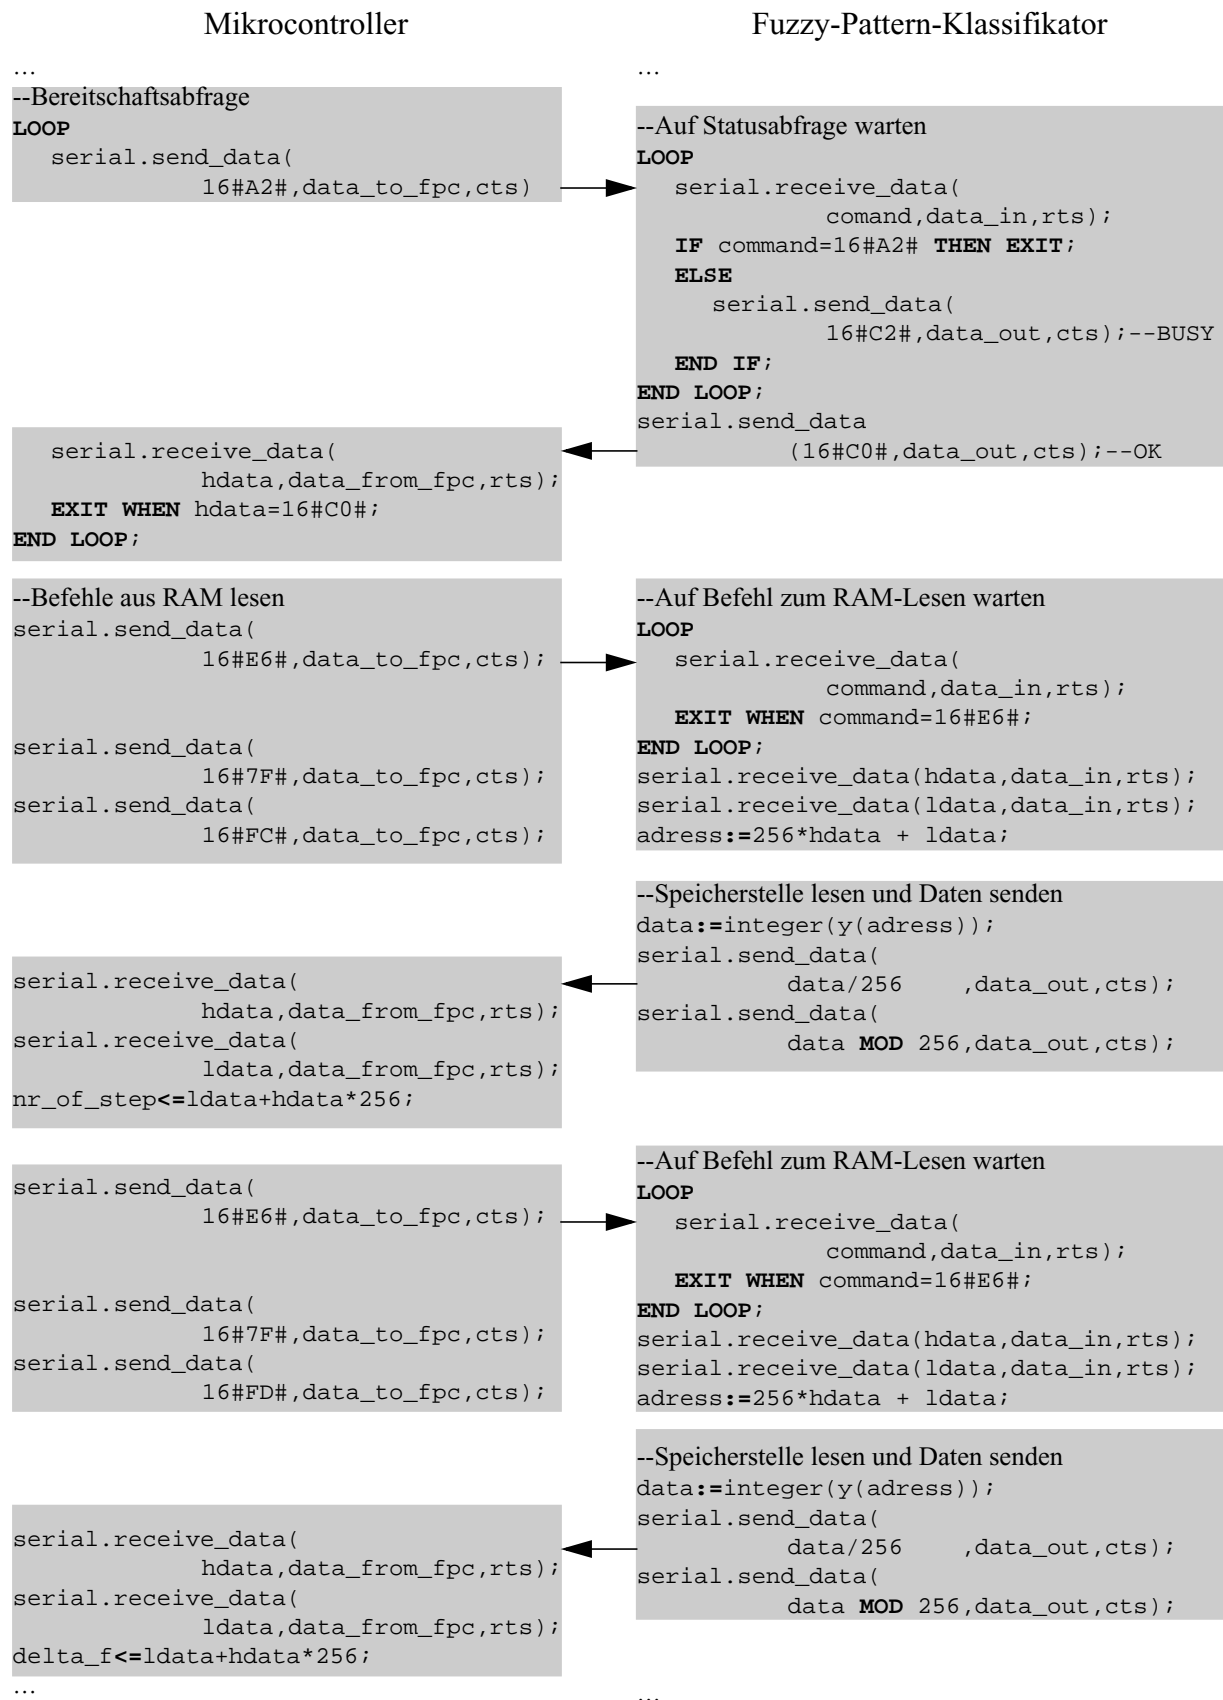 Mikrocontroller
…
--Bereitschaftsabfrage
LOOP
serial.send_data(
16#A2#,data_to_fpc,cts)
serial.receive_data(
hdata,data_from_fpc,rts);
EXIT WHEN hdata=16#C0#;
END LOOP;
--Befehle aus RAM lesen
serial.send_data(
16#E6#,data_to_fpc,cts);
serial.send_data(
16#7F#,data_to_fpc,cts);
serial.send_data(
16#FC#,data_to_fpc,cts);
serial.receive_data(
hdata,data_from_fpc,rts);
serial.receive_data(
ldata,data_from_fpc,rts);
nr_of_step<=ldata+hdata*256;
serial.send_data(
16#E6#,data_to_fpc,cts);
serial.send_data(
16#7F#,data_to_fpc,cts);
serial.send_data(
16#FD#,data_to_fpc,cts);
serial.receive_data(
hdata,data_from_fpc,rts);
serial.receive_data(
ldata,data_from_fpc,rts);
delta_f<=ldata+hdata*256;
…
Fuzzy-Pattern-Klassifikator
…
--Auf Statusabfrage warten
LOOP
serial.receive_data(
comand,data_in,rts);
IF command=16#A2# THEN EXIT;
ELSE
serial.send_data(
16#C2#,data_out,cts);--BUSY
END IF;
END LOOP;
serial.send_data
(16#C0#,data_out,cts);--OK
--Auf Befehl zum RAM-Lesen warten
LOOP
serial.receive_data(
command,data_in,rts);
EXIT WHEN command=16#E6#;
END LOOP;
serial.receive_data(hdata,data_in,rts);
serial.receive_data(ldata,data_in,rts);
adress:=256*hdata + ldata;
--Speicherstelle lesen und Daten senden
data:=integer(y(adress));
serial.send_data(
data/256 ,data_out,cts);
serial.send_data(
data MOD 256,data_out,cts);
--Auf Befehl zum RAM-Lesen warten
LOOP
serial.receive_data(
command,data_in,rts);
EXIT WHEN command=16#E6#;
END LOOP;
serial.receive_data(hdata,data_in,rts);
serial.receive_data(ldata,data_in,rts);
adress:=256*hdata + ldata;
--Speicherstelle lesen und Daten senden
data:=integer(y(adress));
serial.send_data(
data/256 ,data_out,cts);
serial.send_data(
data MOD 256,data_out,cts);
…